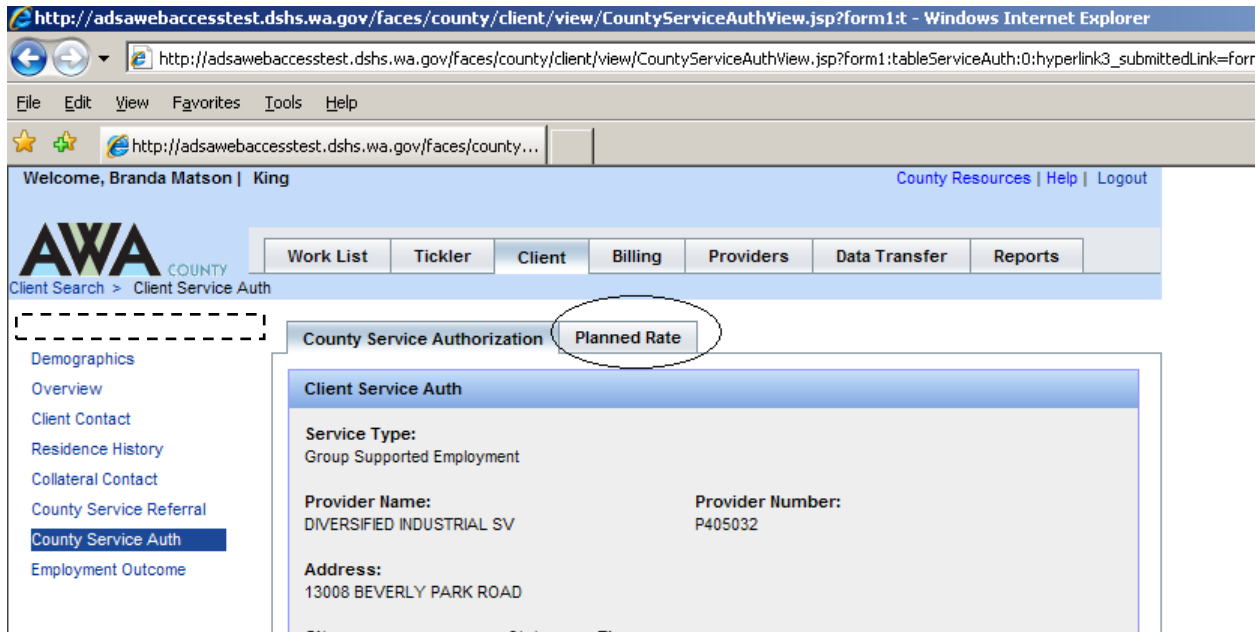 http://adsawebaccesstest.dshs.wa.gov/faces/county/client/view/CountyServiceAuthView.jsp?form1:t - Windows Internet Explorer
http://adsawebaccesstest.dshs.wa.gov/faces/county/client/view/CountyServiceAuthView.jsp?form1:tableServiceAuth:0:hyperlink3_submittedLink=forr
File Edit View Favorites Tools Help
http://adsawebaccesstest.dshs.wa.gov/faces/county...
Welcome, Branda Matson | King County Resources | Help | Logout
AWA COUNTY
Work List Tickler Client Billing Providers Data Transfer Reports
Client Search > Client Service Auth
County Service Authorization Planned Rate
Demographics
Overview
Client Contact
Residence History
Collateral Contact
County Service Referral
County Service Auth
Employment Outcome
Client Service Auth
Service Type:
Group Supported Employment
Provider Name: Provider Number:
DIVERSIFIED INDUSTRIAL SV P405032
Address:
13008 BEVERLY PARK ROAD